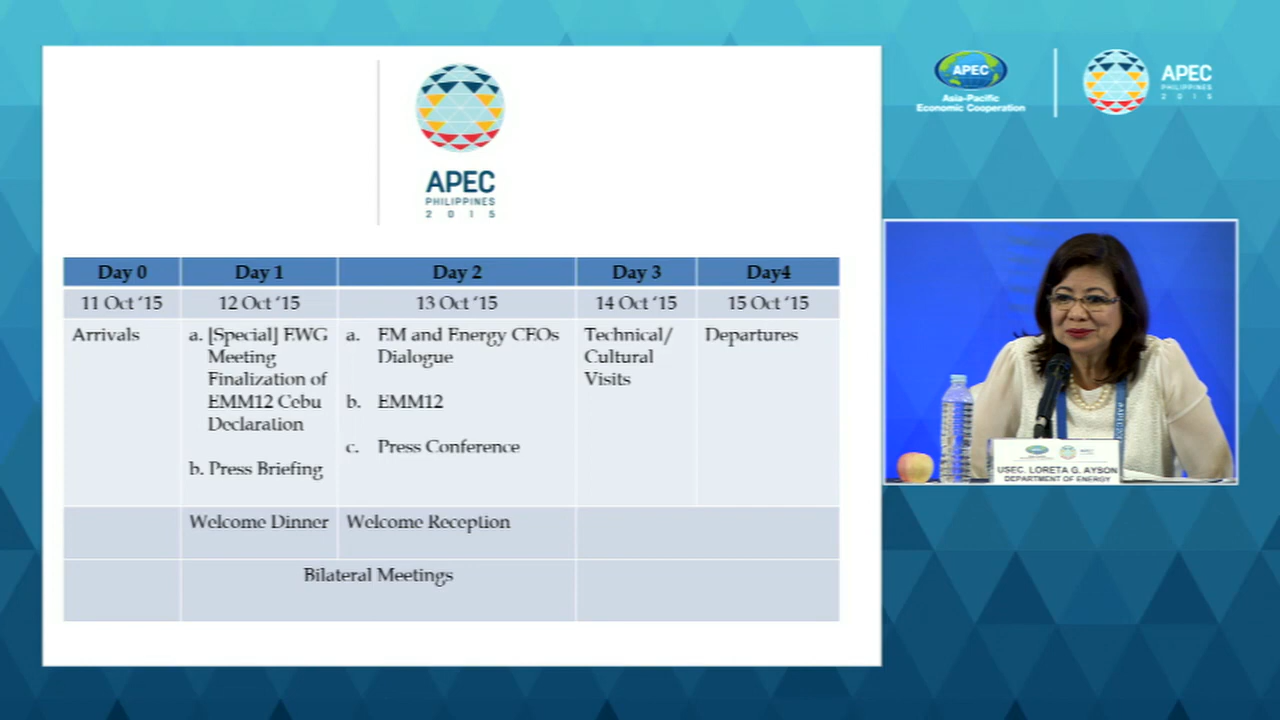 APEC
PHILIPPINES
2 0 1 5
Day 0 Day 1 Day 2 Day 3 Day4
11 Oct ‘15 12 Oct ‘15 13 Oct ‘15 14 Oct ‘15 15 Oct ‘15
Arrivals
a. [Special] EWG
Meeting
Finalization of
EMM12 Cebu
Declaration
b. Press Briefing
a. EM and Energy CEOs
Dialogue
b. EMM12
c. Press Conference
Technical/
Cultural
Visits
Departures
Welcome Dinner Welcome Reception
Bilateral Meetings
APEC
Asia-Pacific
Economic Cooperation
APEC
PHILIPPINES
2 0 1 5
USEC. LORETA G. AYSON
DEPARTMENT OF ENERGY